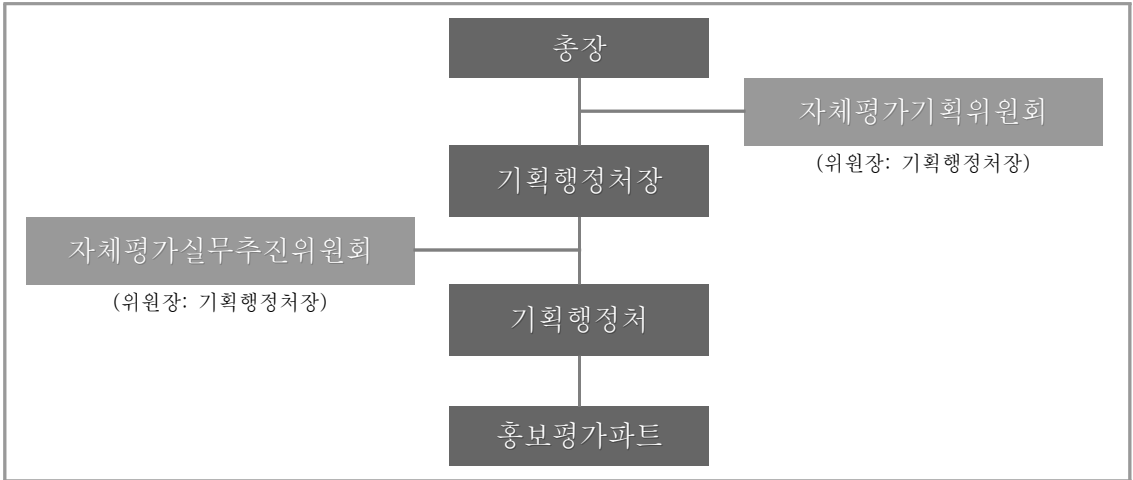 총장
자체평가기획위원회
(위원장: 기획행정처장)
기획행정처장
자체평가실무추진위원회
(위원장: 기획행정처장)
기획행정처
홍보평가파트